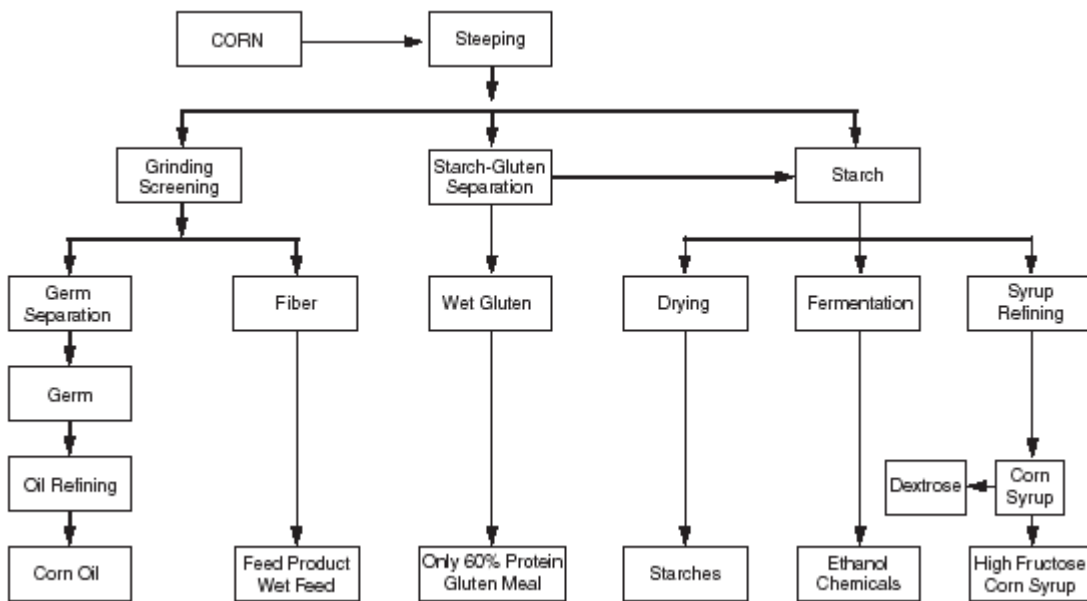 CORN
Steeping
Grinding
Screening
Starch-Gluten
Separation
Starch
Germ
Separation
Fiber
Wet Gluten
Drying
Fermentation
Syrup
Refining
Germ
Oil Refining
Dextrose
Corn
Syrup
Corn Oil
Feed Product
Wet Feed
Only 60% Protein
Gluten Meal
Starches
Ethanol
Chemicals
High Fructose
Corn Syrup